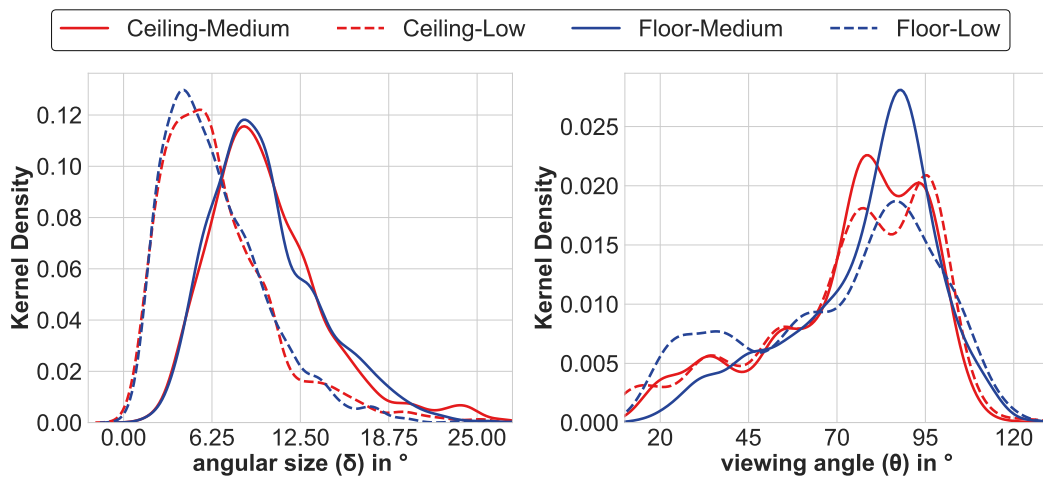 Ceiling-Medium Ceiling-Low Floor-Medium Floor-Low
Kernel Density
0.12
0.10
0.08
0.06
0.04
0.02
0.00
0.00 6.25 12.50 18.75 25.00
angular size (δ) in °
Kernel Density
0.025
0.020
0.015
0.010
0.005
0.000
20 45 70 95 120
viewing angle (θ) in °